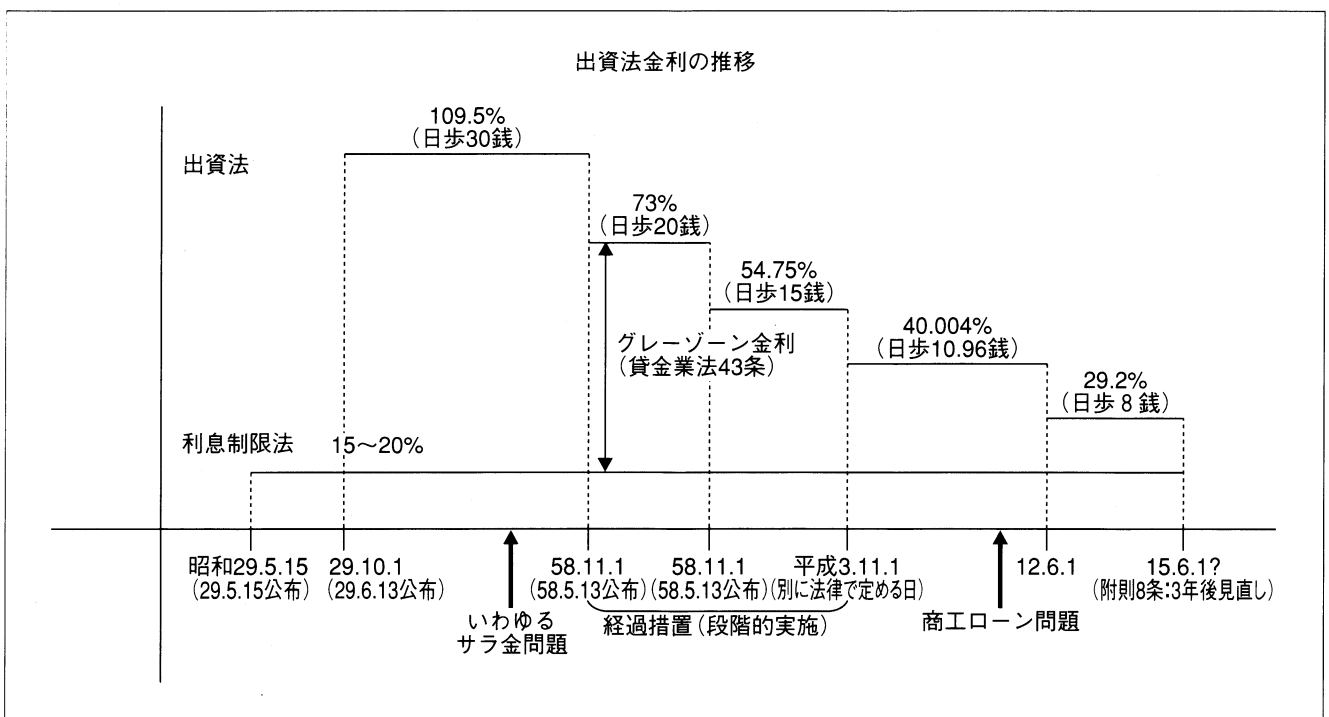 出資法金利の推移
109.5%
（日歩30銭）
出資法
73%
（日歩20銭）
54.75%
（日歩15銭）
グレーゾーン金利
（貸金業法43条）
40.004%
（日歩10.96銭）
29.2%
（日歩８銭）
利息制限法　15～20%
昭和29.5.15　29.10.1　58.11.1　58.11.1　平成3.11.1　12.6.1　15.6.1?
（29.5.15公布）（29.6.13公布）（58.5.13公布）（58.5.13公布）（別に法律で定める日）（附則8条：3年後見直し）
いわゆる
サラ金問題
経過措置（段階的実施）
商工ローン問題